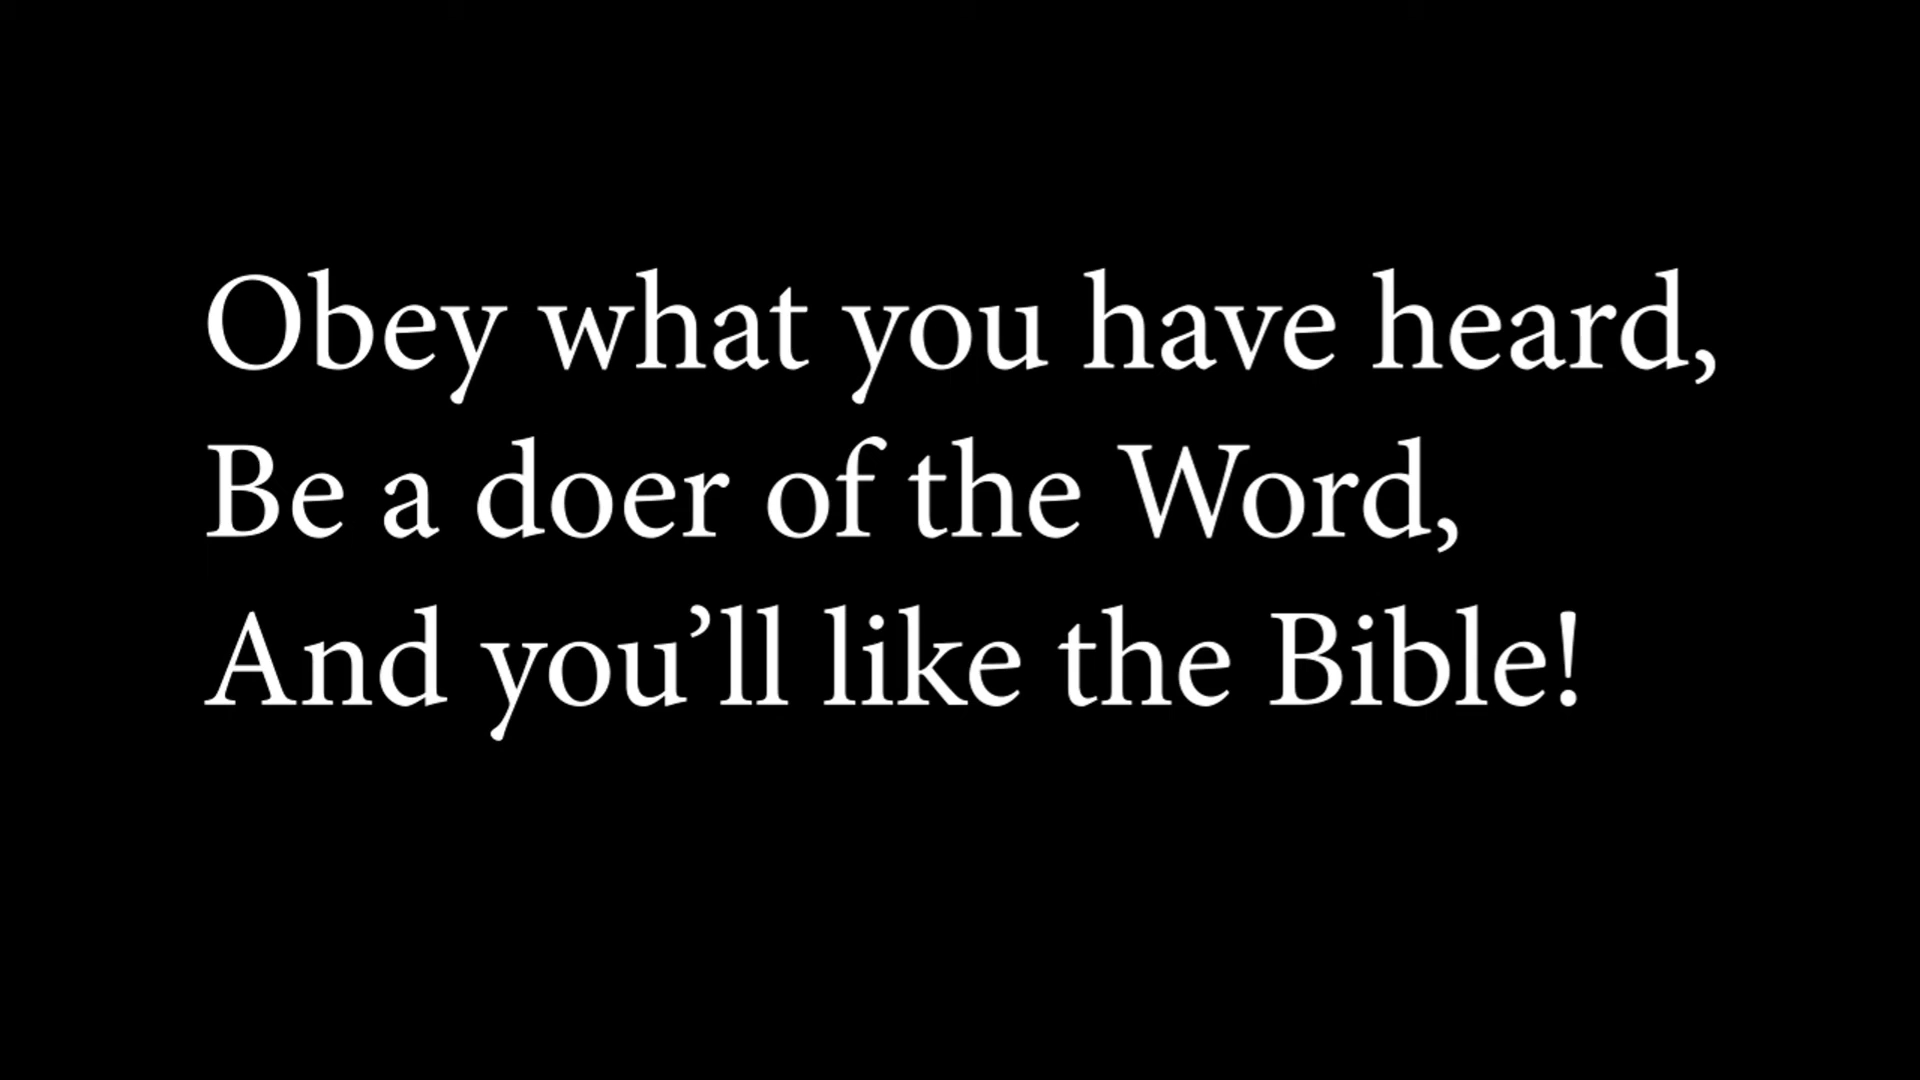 Obey what you have heard,
Be a doer of the Word,
And you’ll like the Bible!